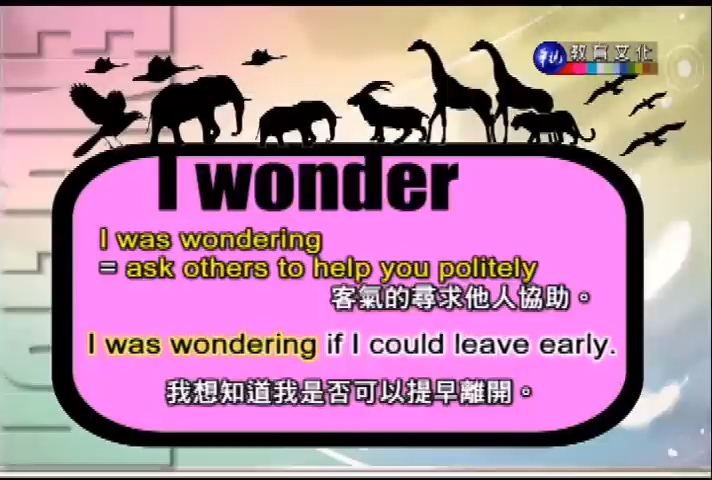 教育文化
I wonder
I was wondering
= ask others to help you politely
客氣的尋求他人協助。
I was wondering if I could leave early.
我想知道我是否可以提早離開。